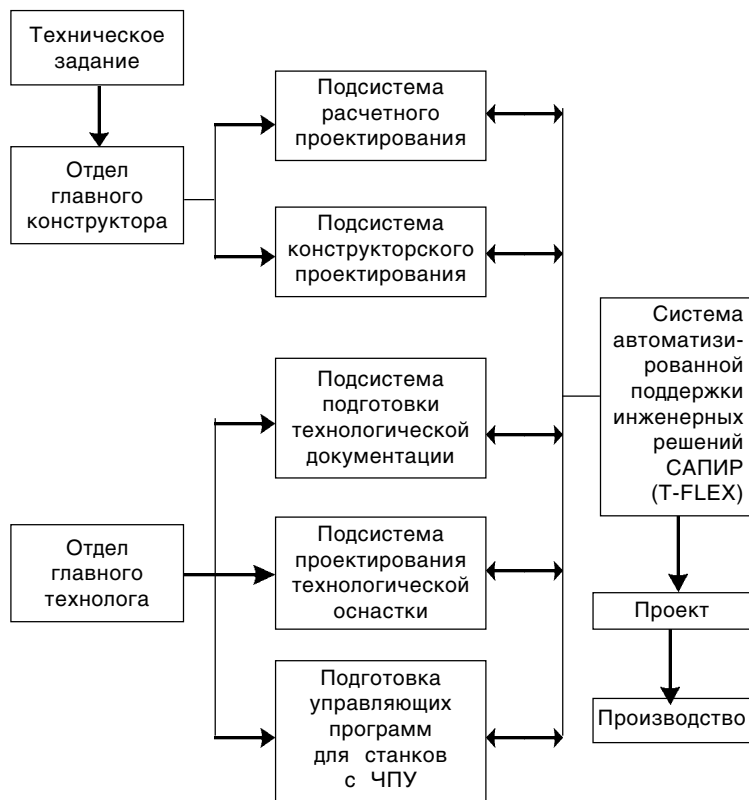 Техническое
задание
Отдел
главного
конструктора
Подсистема
расчетного
проектирования
Подсистема
конструкторского
проектирования
Подсистема
подготовки
технологической
документации
Отдел
главного
технолога
Подсистема
проектирования
технологической
оснастки
Подготовка
управляющих
программ
для станков
с ЧПУ
Система
автоматизи-
рованной
поддержки
инженерных
решений
САПИР
(T-FLEX)
Проект
Производство